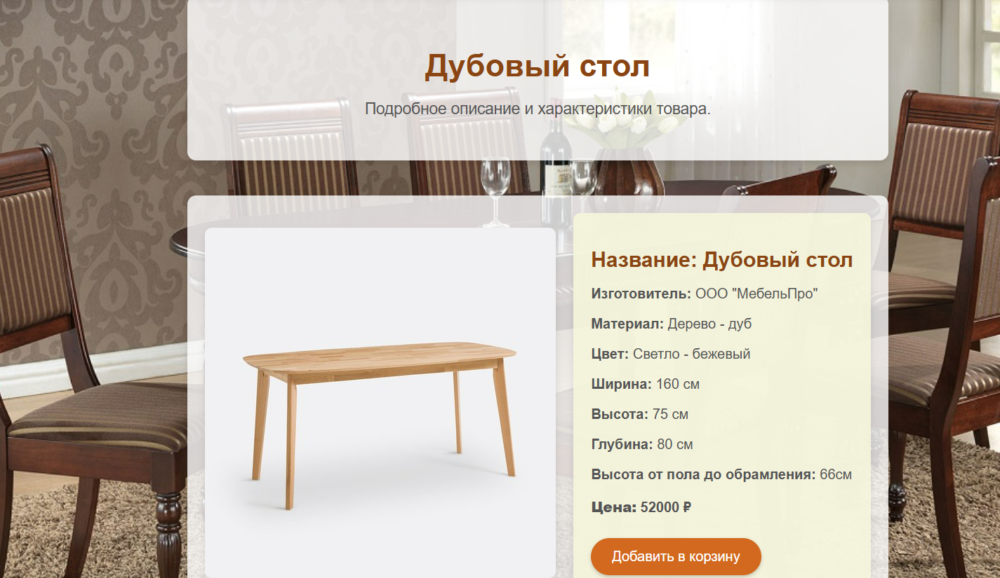 Дубовый стол
Подробное описание и характеристики товара.
Название: Дубовый стол
Изготовитель: ООО "МебельПро"
Материал: Дерево - дуб
Цвет: Светло - бежевый
Ширина: 160 см
Высота: 75 см
Глубина: 80 см
Высота от пола до обрамления: 66см
Цена: 52000 ₽
Добавить в корзину